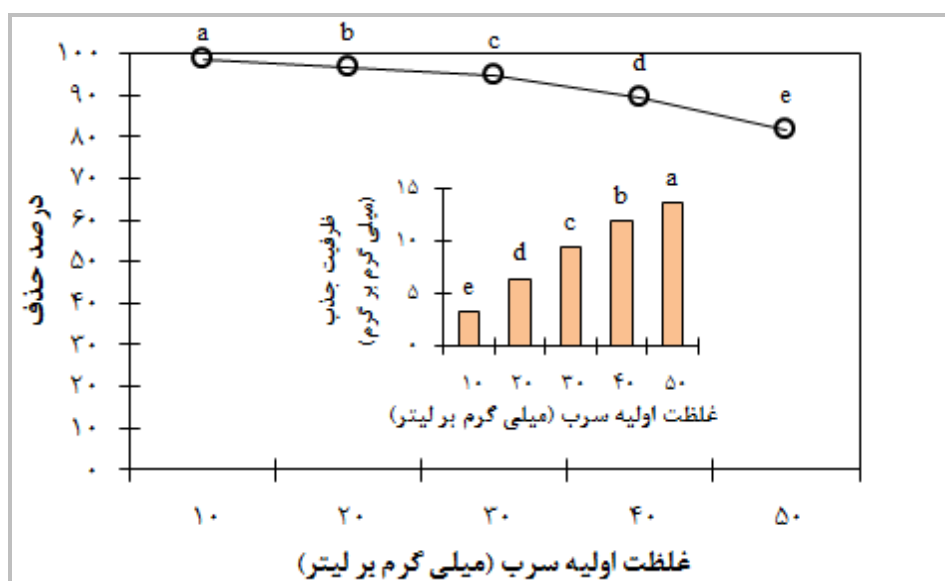 a b c d e
۱۰۰
۹۰
۸۰
۷۰
۶۰
۵۰
۴۰
۳۰
۲۰
۱۰
۰
درصد حذف
۱۰ ۲۰ ۳۰ ۴۰ ۵۰
غلظت اولیه سرب (میلی گرم بر لیتر)
e d c b a
۱۵
۱۰
۵
۰
ظرفیت جذب
(میلی گرم بر گرم)
۱۰ ۲۰ ۳۰ ۴۰ ۵۰
غلظت اولیه سرب (میلی گرم بر لیتر)